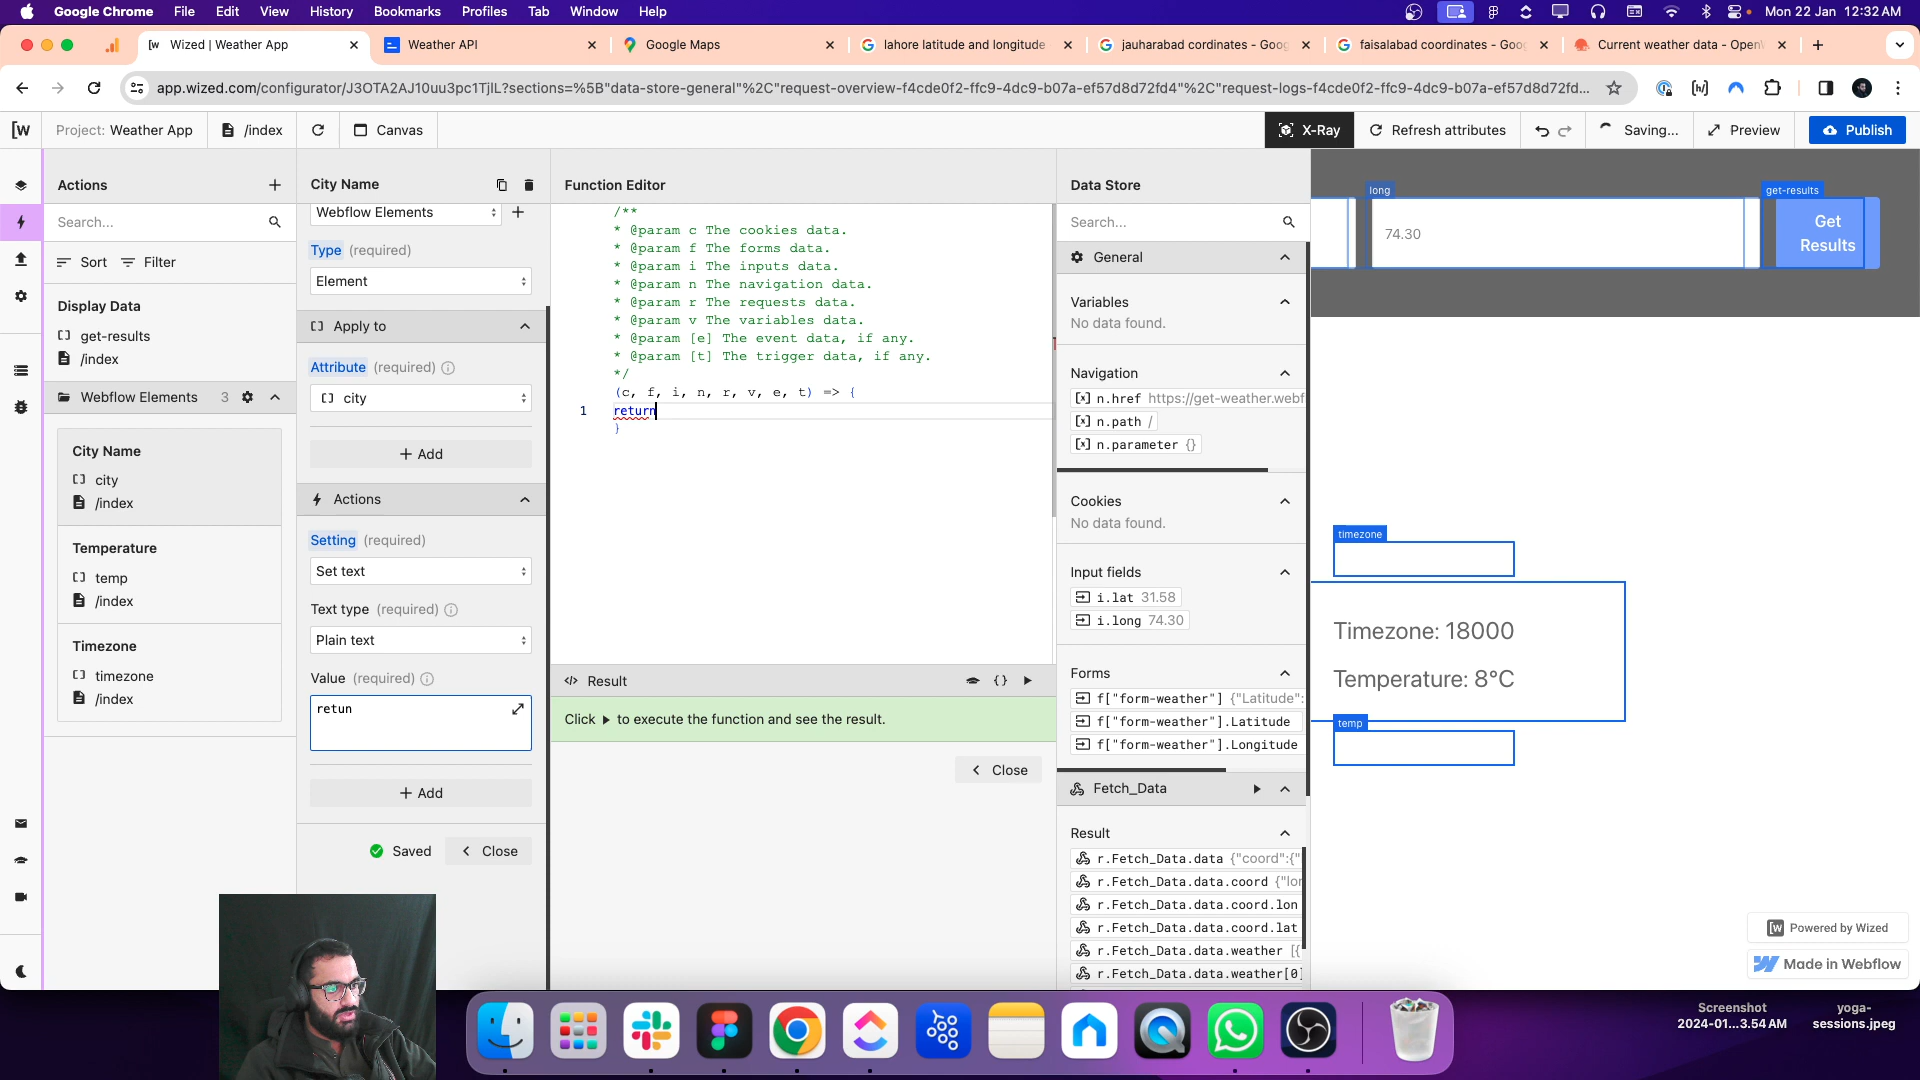 Google Chrome File Edit View History Bookmarks Profiles Tab Window Help
Mon 22 Jan 12:32 AM
[w Wized | Weather App
Weather API
Google Maps
lahore latitude and longitude
jauharabad cordinates - Goog
faisalabad coordinates - Goog
Current weather data - OpenW
app.wized.com/configurator/J3OTA2AJ10uu3pc1TjlL?sections=%5B"data-store-general"%2C"request-overview-f4cde0f2-ffc9-4dc9-b07a-ef57d8d72fd4"%2C"request-logs-f4cde0f2-ffc9-4dc9-b07a-ef57d8d72fd...
[w Project: Weather App /index Canvas X-Ray Refresh attributes Saving... Preview Publish
Actions
Search...
Sort Filter
Display Data
get-results
/index
Webflow Elements 3
City Name
city
/index
Temperature
temp
/index
Timezone
timezone
/index
City Name
Webflow Elements
Type (required)
Element
Apply to
Attribute (required)
city
+ Add
Actions
Setting (required)
Set text
Text type (required)
Plain text
Value (required)
retun
+ Add
Saved Close
Function Editor
/**
* @param c The cookies data.
* @param f The forms data.
* @param i The inputs data.
* @param n The navigation data.
* @param r The requests data.
* @param v The variables data.
* @param [e] The event data, if any.
* @param [t] The trigger data, if any.
*/
(c, f, i, n, r, v, e, t) => {
1 return
}
</> Result {}
Click to execute the function and see the result.
Close
Data Store
Search...
General
Variables
No data found.
Navigation
n.href https://get-weather.webf
n.path /
n.parameter {}
Cookies
No data found.
Input fields
i.lat 31.58
i.long 74.30
Forms
f["form-weather"] {"Latitude":
f["form-weather"].Latitude
f["form-weather"].Longitude
Fetch_Data
Result
r.Fetch_Data.data {"coord":{"
r.Fetch_Data.data.coord {"lon
r.Fetch_Data.data.coord.lon
r.Fetch_Data.data.coord.lat
r.Fetch_Data.data.weather [{
r.Fetch_Data.data.weather[0]
long
74.30
get-results
Get
Results
timezone
Timezone: 18000
Temperature: 8°C
temp
Powered by Wized
Made in Webflow
Screenshot
2024-01...3.54 AM
yoga-
sessions.jpeg